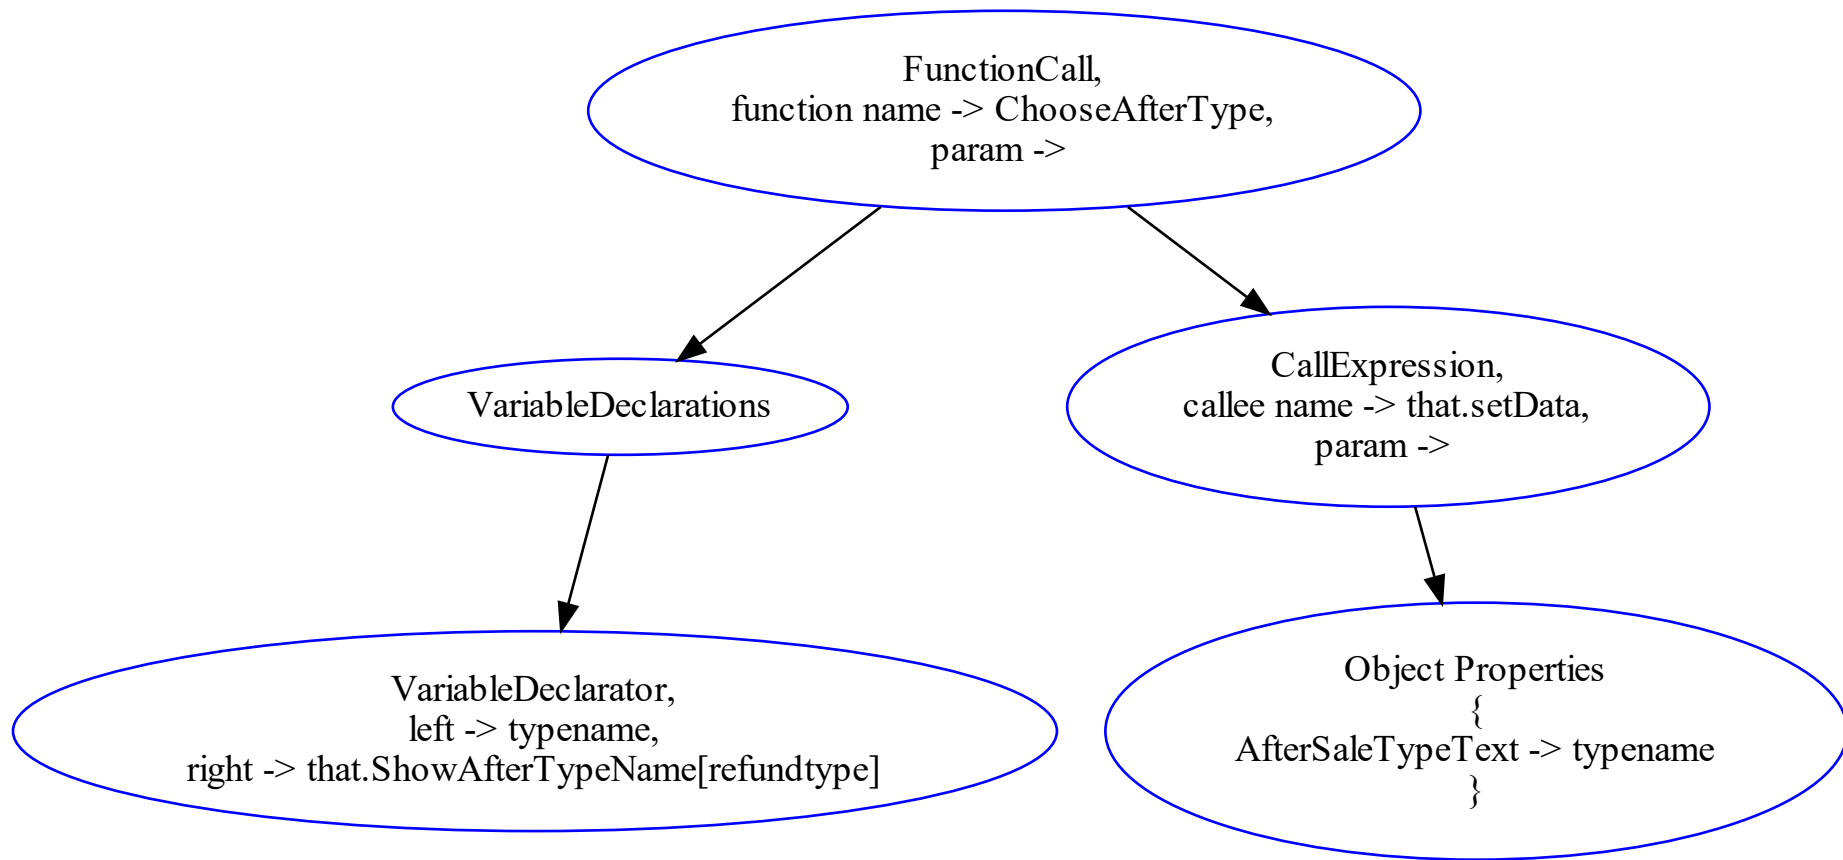 FunctionCall,
function name -> ChooseAfterType,
param ->
VariableDeclarations
CallExpression,
callee name -> that.setData,
param ->
VariableDeclarator,
left -> typename,
right -> that.ShowAfterTypeName[refundtype]
Object Properties
{
AfterSaleTypeText -> typename
}